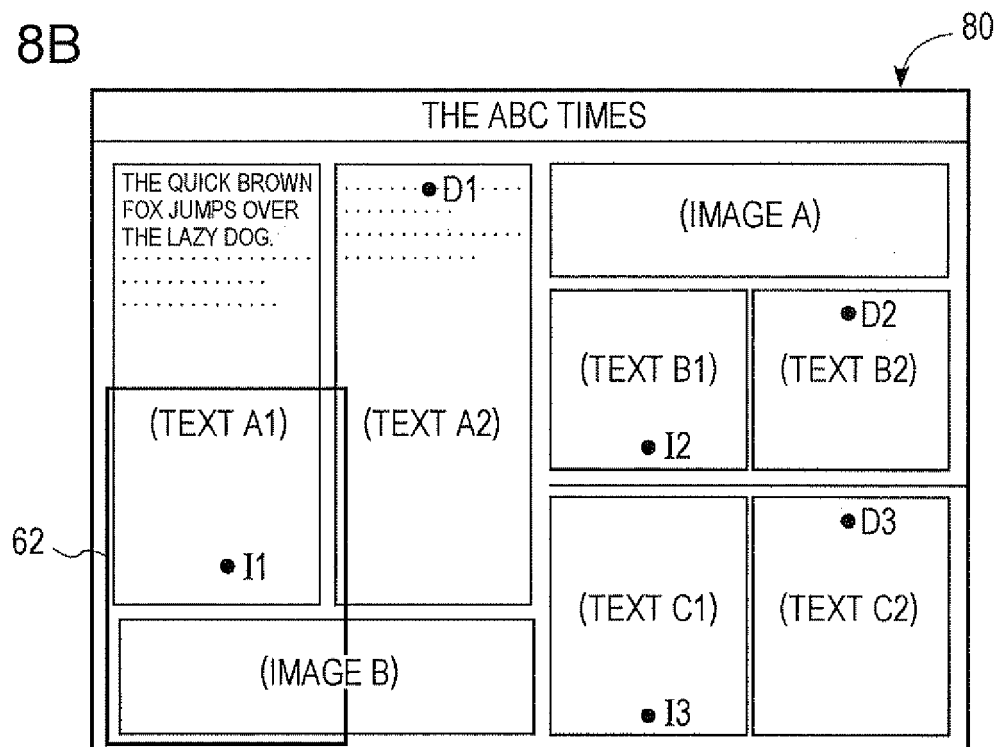 8B
80
THE ABC TIMES
THE QUICK BROWN
FOX JUMPS OVER
THE LAZY DOG.
(TEXT A1)
I1
D1
(TEXT A2)
(IMAGE B)
62
(IMAGE A)
(TEXT B1)
I2
D2
(TEXT B2)
(TEXT C1)
I3
D3
(TEXT C2)